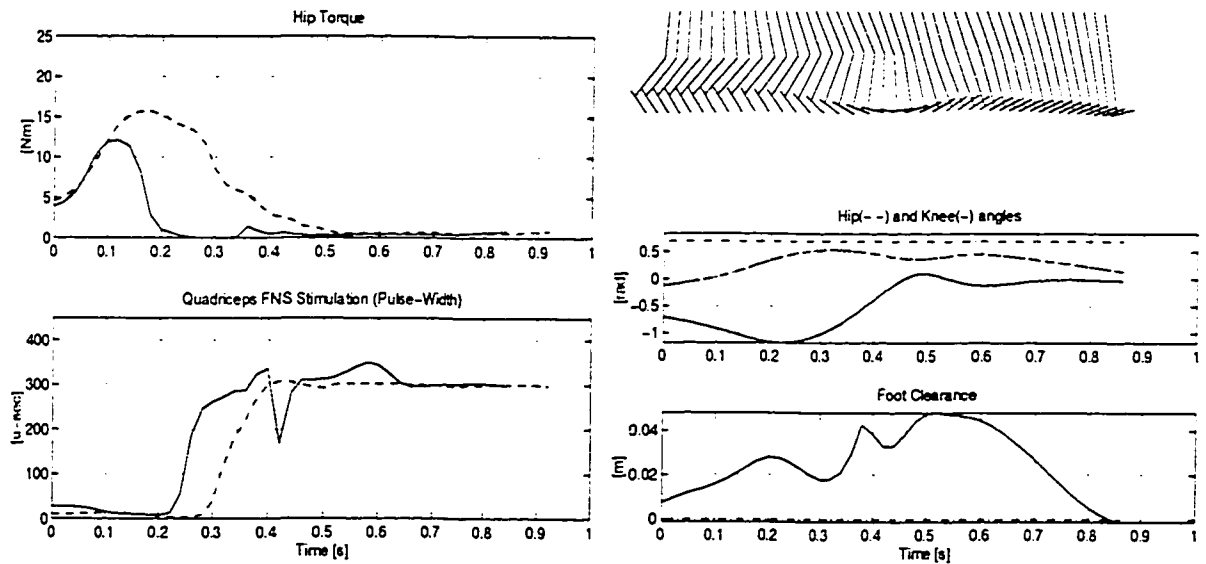 Hip Torque
25
20
15
10
5
0
[Nm]
0 0.1 0.2 0.3 0.4 0.5 0.6 0.7 0.8 0.9 1
Quadriceps FNS Stimulation (Pulse-Width)
400
300
200
100
0
[u-sec]
0 0.1 0.2 0.3 0.4 0.5 0.6 0.7 0.8 0.9 1
Time [s]
Hip(- -) and Knee(-) angles
0.5
0
-0.5
-1
[rad]
0 0.1 0.2 0.3 0.4 0.5 0.6 0.7 0.8 0.9 1
Foot Clearance
0.04
0.02
0
[m]
0 0.1 0.2 0.3 0.4 0.5 0.6 0.7 0.8 0.9 1
Time [s]